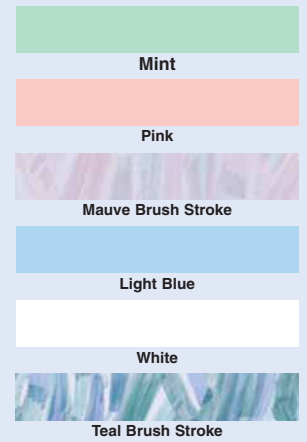 Mint
Pink
Mauve Brush Stroke
Light Blue
White
Teal Brush Stroke